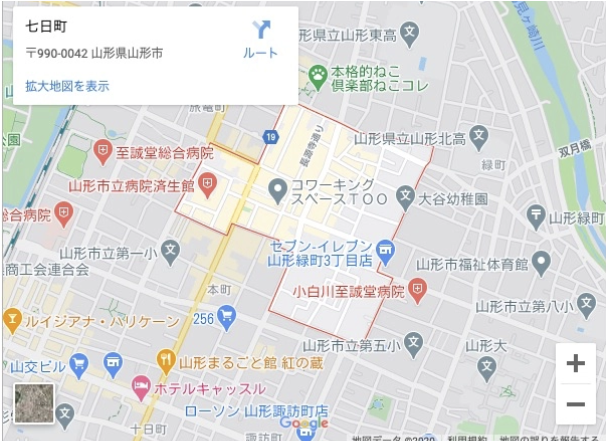 七日町
〒990-0042 山形県山形市
ルート
拡大地図を表示
形県立山形東高
本格的ねこ
倶楽部ねこコレ
旅篭町
19
山形県立山形北高
至誠堂総合病院
緑町
双月橋
公園
山形市立病院済生館
コワーキング
スペースTOO
大谷幼稚園
総合病院
山形緑町
山形市立第一小
セブン-イレブン
山形緑町3丁目店
山形市福祉体育館
商工会連合会
本町
小白川至誠堂病院
山形市立第八小
ルイジアナ・ハリケーン
256
山形市立第五小
山形大
山交ビル
山形まるごと館 紅の蔵
ホテルキャッスル
ローソン 山形諏訪町店
Google
十日町
諏訪町
地図データ ©2020
利用規約
地図の誤りを報告する